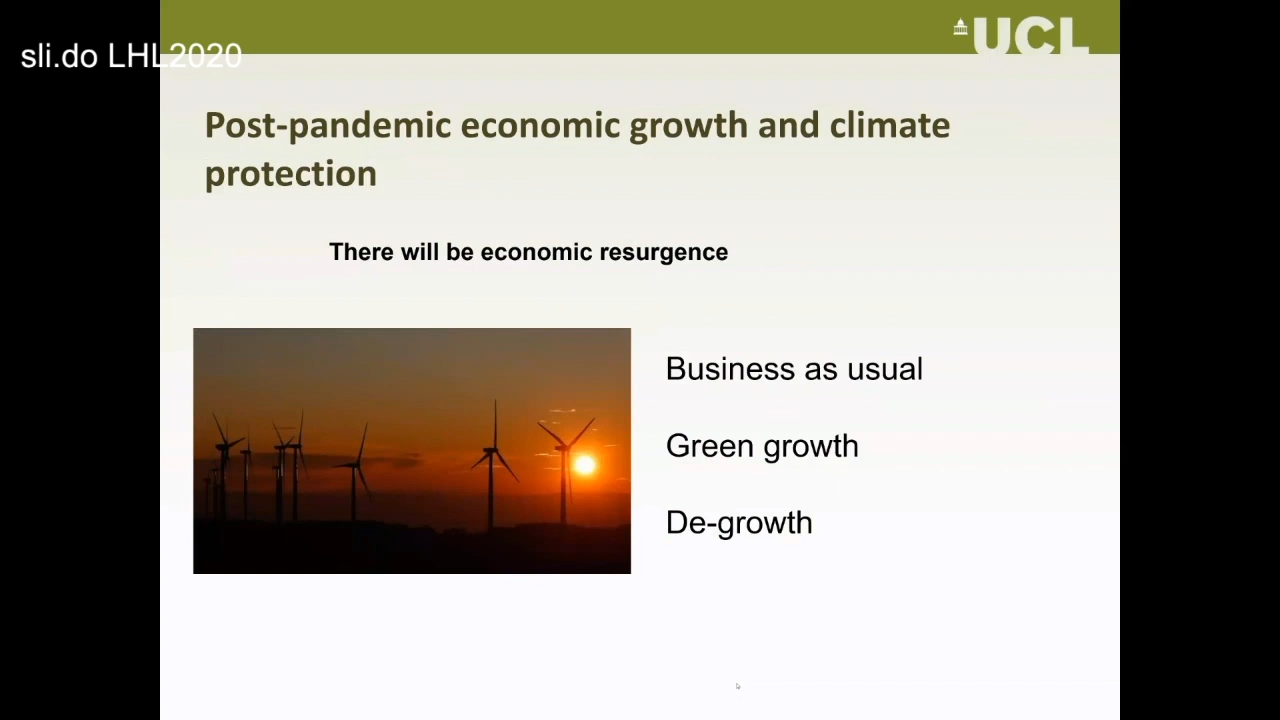 sli.do LHL2020
UCL
Post-pandemic economic growth and climate
protection
There will be economic resurgence
Business as usual
Green growth
De-growth